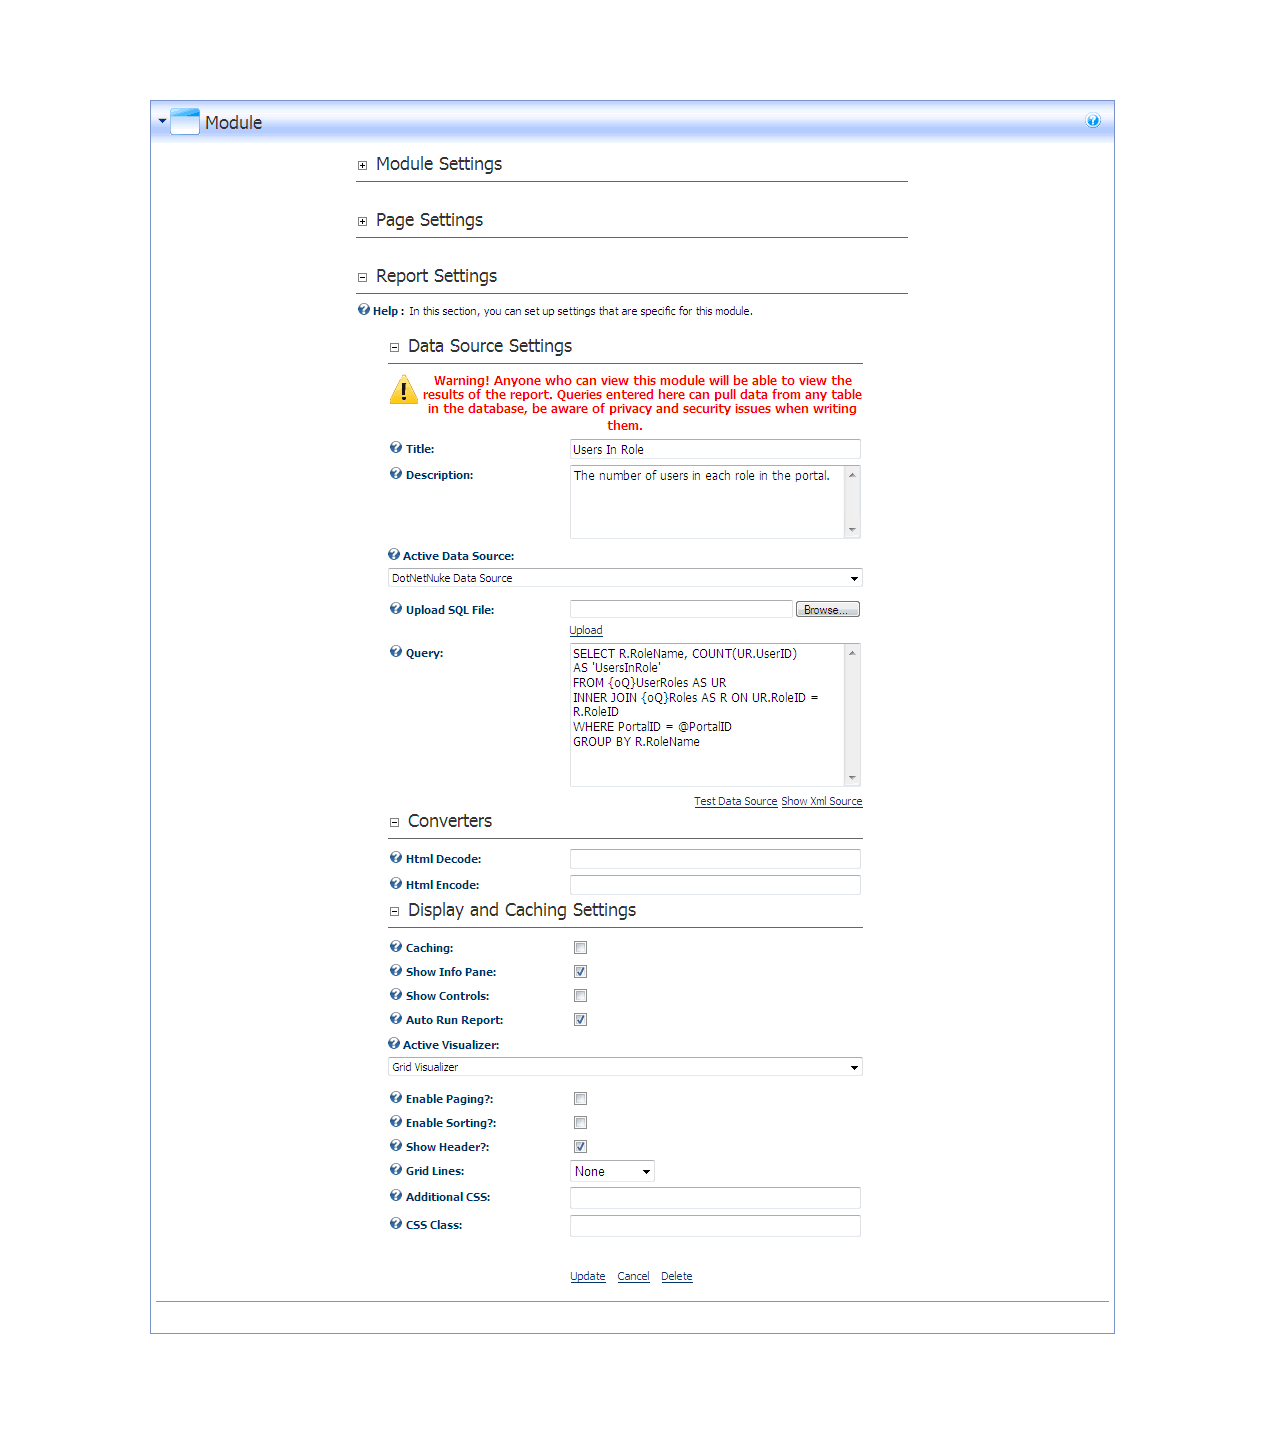 Module
Module Settings
Page Settings
Report Settings
Help : In this section, you can set up settings that are specific for this module.
Data Source Settings
Warning! Anyone who can view this module will be able to view the
results of the report. Queries entered here can pull data from any table
in the database, be aware of privacy and security issues when writing
them.
Title: Users In Role
Description: The number of users in each role in the portal.
Active Data Source:
DotNetNuke Data Source
Upload SQL File: Browse...
Upload
Query: SELECT R.RoleName, COUNT(UR.UserID)
AS 'UsersInRole'
FROM {oQ}UserRoles AS UR
INNER JOIN {oQ}Roles AS R ON UR.RoleID =
R.RoleID
WHERE PortalID = @PortalID
GROUP BY R.RoleName
Test Data Source Show Xml Source
Converters
Html Decode:
Html Encode:
Display and Caching Settings
Caching:
Show Info Pane:
Show Controls:
Auto Run Report:
Active Visualizer:
Grid Visualizer
Enable Paging?:
Enable Sorting?:
Show Header?:
Grid Lines: None
Additional CSS:
CSS Class:
Update Cancel Delete